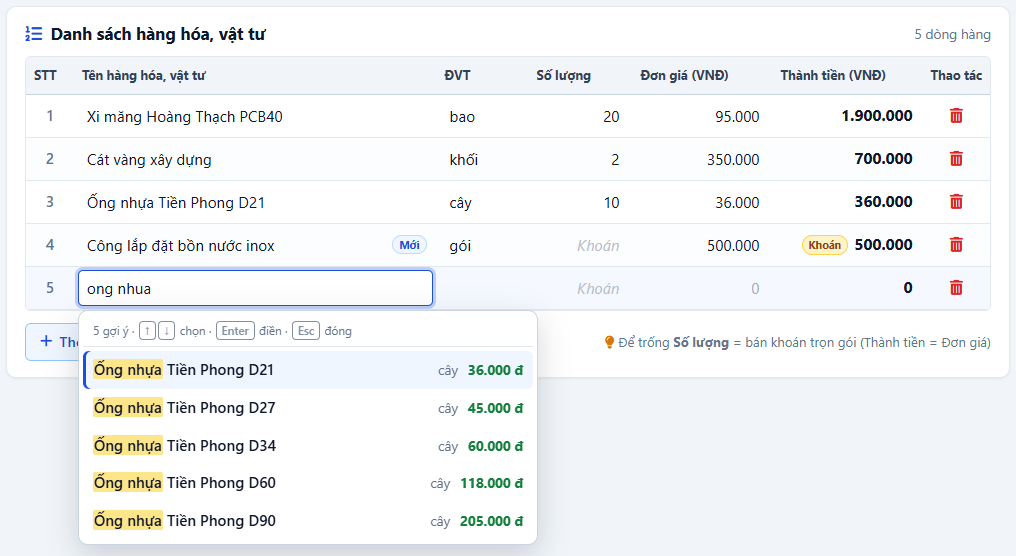 Danh sách hàng hóa, vật tư 5 dòng hàng
STT Tên hàng hóa, vật tư ĐVT Số lượng Đơn giá (VNĐ) Thành tiền (VNĐ) Thao tác
1 Xi măng Hoàng Thạch PCB40 bao 20 95.000 1.900.000
2 Cát vàng xây dựng khối 2 350.000 700.000
3 Ống nhựa Tiền Phong D21 cây 10 36.000 360.000
4 Công lắp đặt bồn nước inox Mới gói Khoán 500.000 Khoán 500.000
5 ong nhua Khoán 0 0
5 gợi ý · ↑ ↓ chọn · Enter điền · Esc đóng
Để trống Số lượng = bán khoán trọn gói (Thành tiền = Đơn giá)
Ống nhựa Tiền Phong D21 cây 36.000 đ
Ống nhựa Tiền Phong D27 cây 45.000 đ
Ống nhựa Tiền Phong D34 cây 60.000 đ
Ống nhựa Tiền Phong D60 cây 118.000 đ
Ống nhựa Tiền Phong D90 cây 205.000 đ